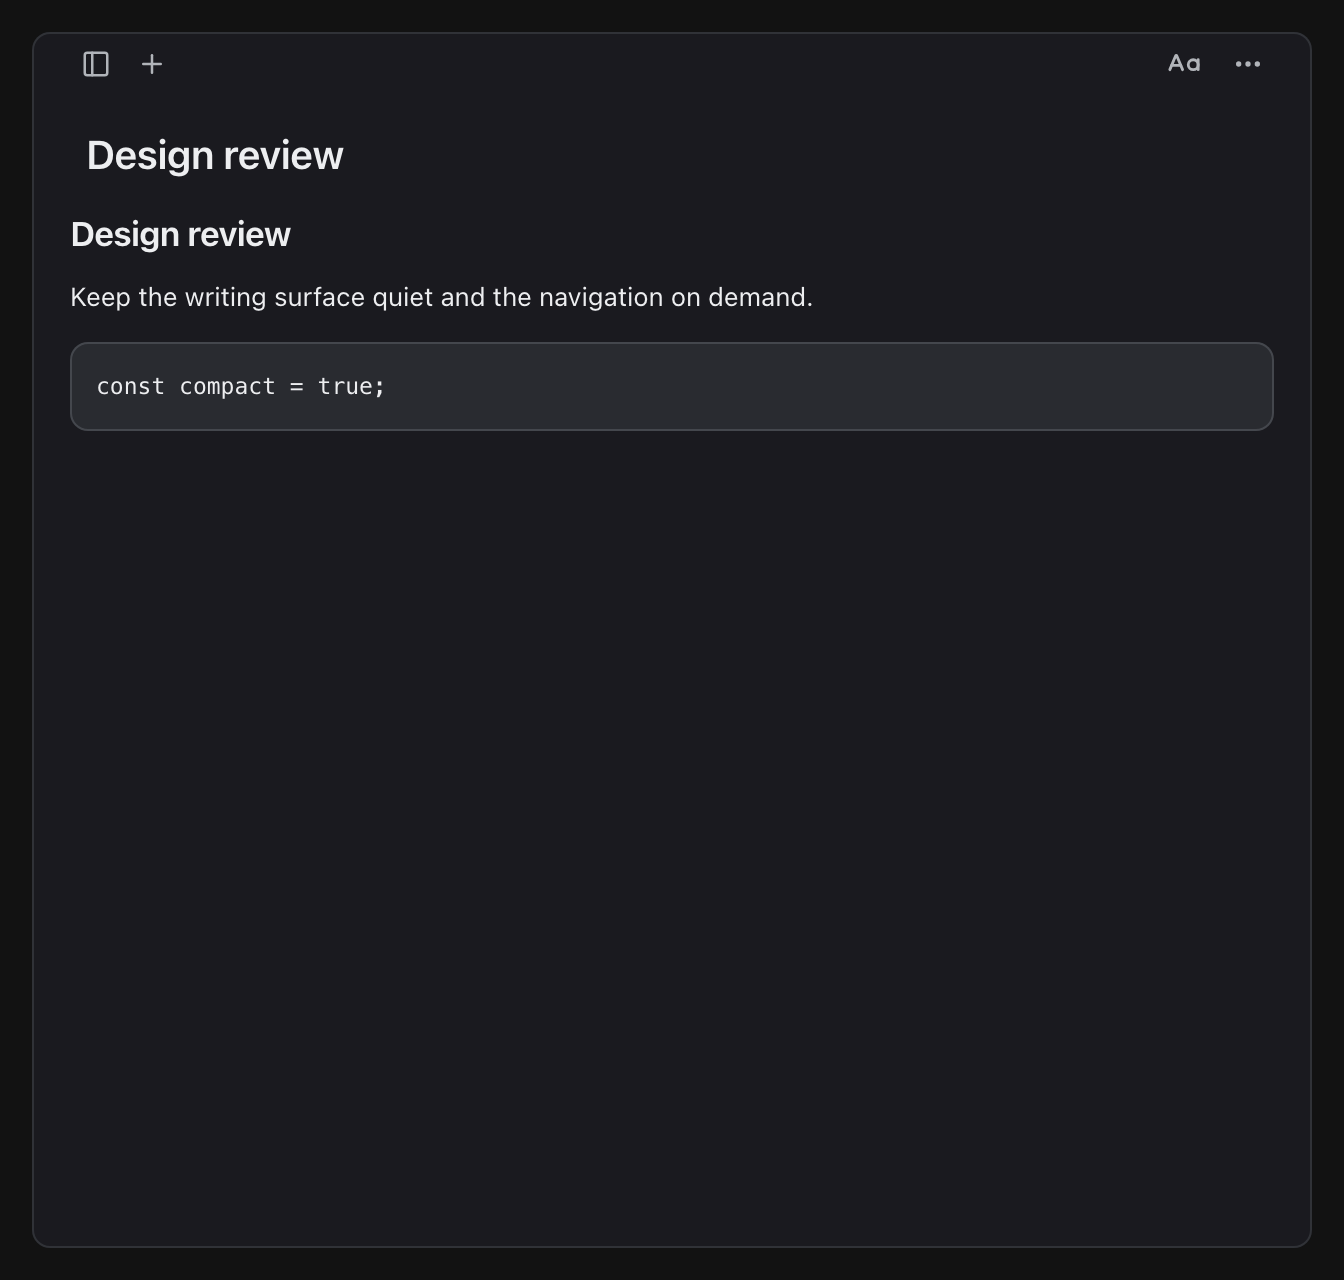 Aa
Design review
Design review
Keep the writing surface quiet and the navigation on demand.
const compact = true;